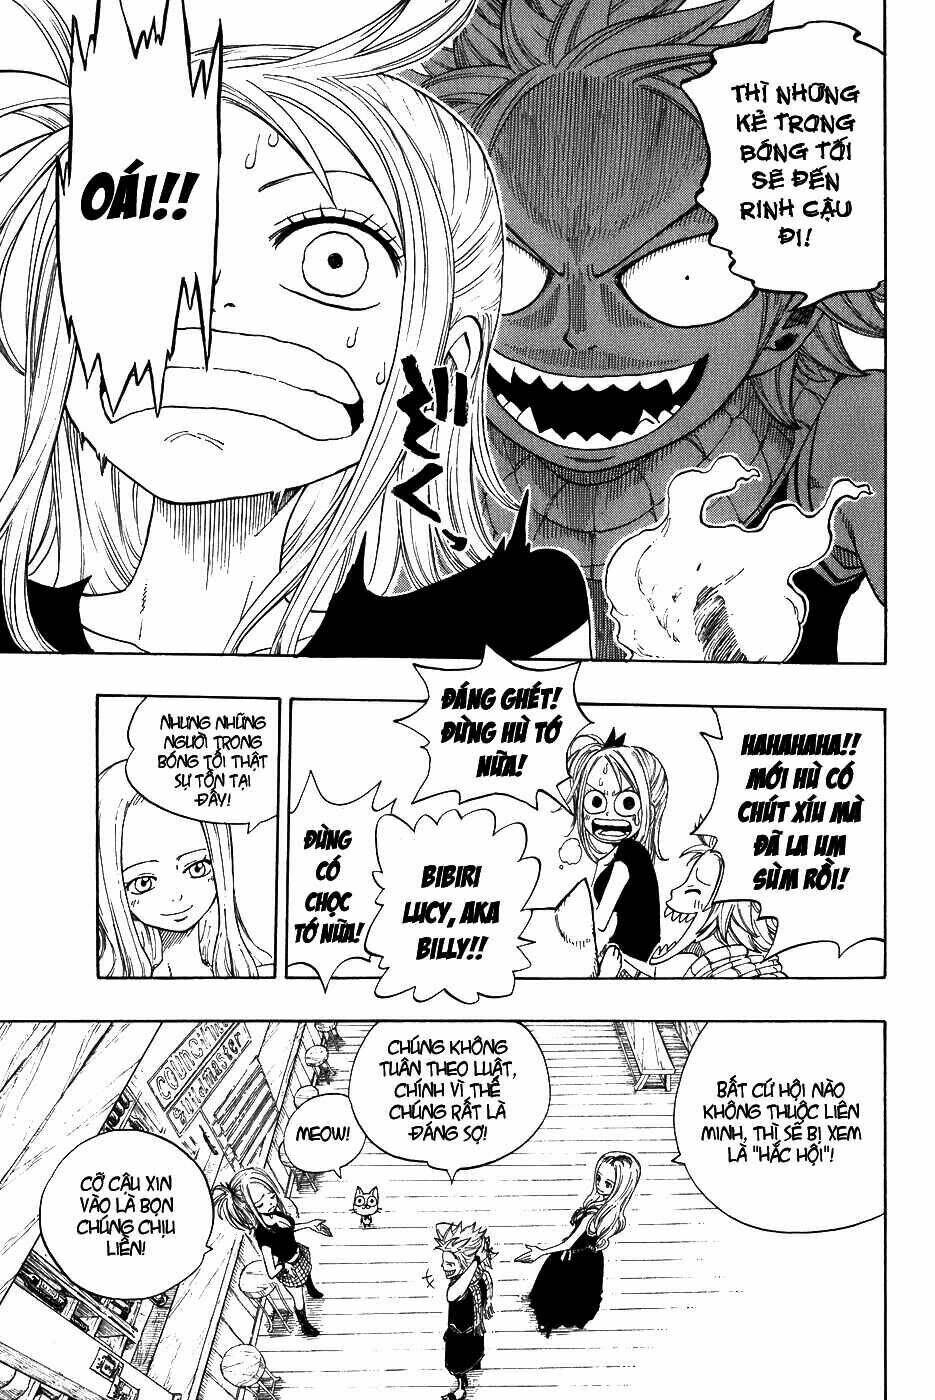 THÌ NHỮNG
KẺ TRONG
BÓNG TỐI
SẼ ĐẾN
RINH CẬU
ĐI!
OÁI!!
HAHAHAHA!!
MỚI HÙ CÓ
CHÚT XÍU MÀ
ĐÃ LA UM
SÙM RỒI!
ĐÁNG GHÉT!
ĐỪNG HÙ TỚ
NỮA!
BIBIRI
LUCY, AKA
BILLY!!
ĐỪNG
CÓ
CHỌC
TỚ NỮA!
NHƯNG NHỮNG
NGƯỜI TRONG
BÓNG TỐI THẬT
SỰ TỒN TẠI
ĐẤY!
BẤT CỨ HỘI NÀO
KHÔNG THUỘC LIÊN
MINH, THÌ SẼ BỊ XEM
LÀ "HẮC HỘI"!
CHÚNG KHÔNG
TUÂN THEO LUẬT,
CHÍNH VÌ THẾ
CHÚNG RẤT LÀ
ĐÁNG SỢ!
MEOW!
CỠ CẬU XIN
VÀO LÀ BỌN
CHÚNG CHỊU
LIỀN!